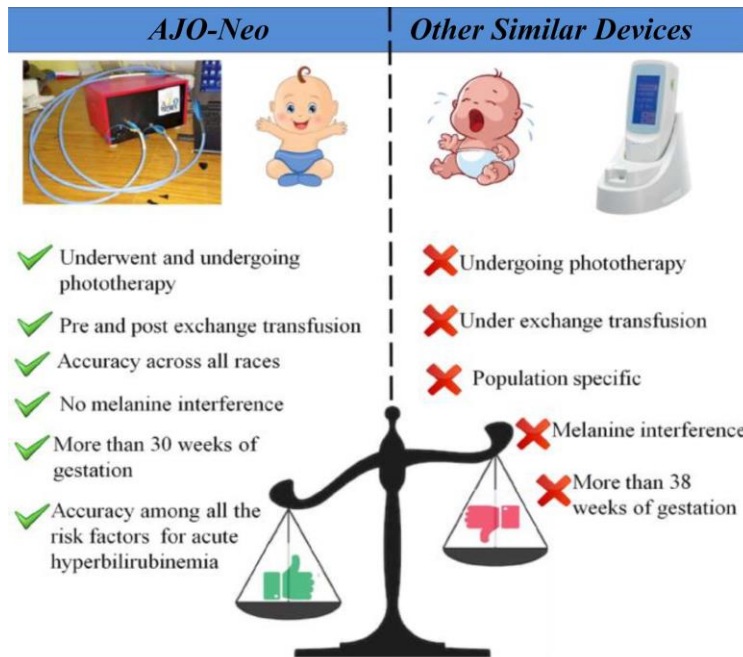 AJO-Neo
Other Similar Devices
Underwent and undergoing
phototherapy
Pre and post exchange transfusion
Accuracy across all races
No melanine interference
More than 30 weeks of
gestation
Accuracy among all the
risk factors for acute
hyperbilirubinemia
Undergoing phototherapy
Under exchange transfusion
Population specific
Melanine interference
More than 38
weeks of gestation